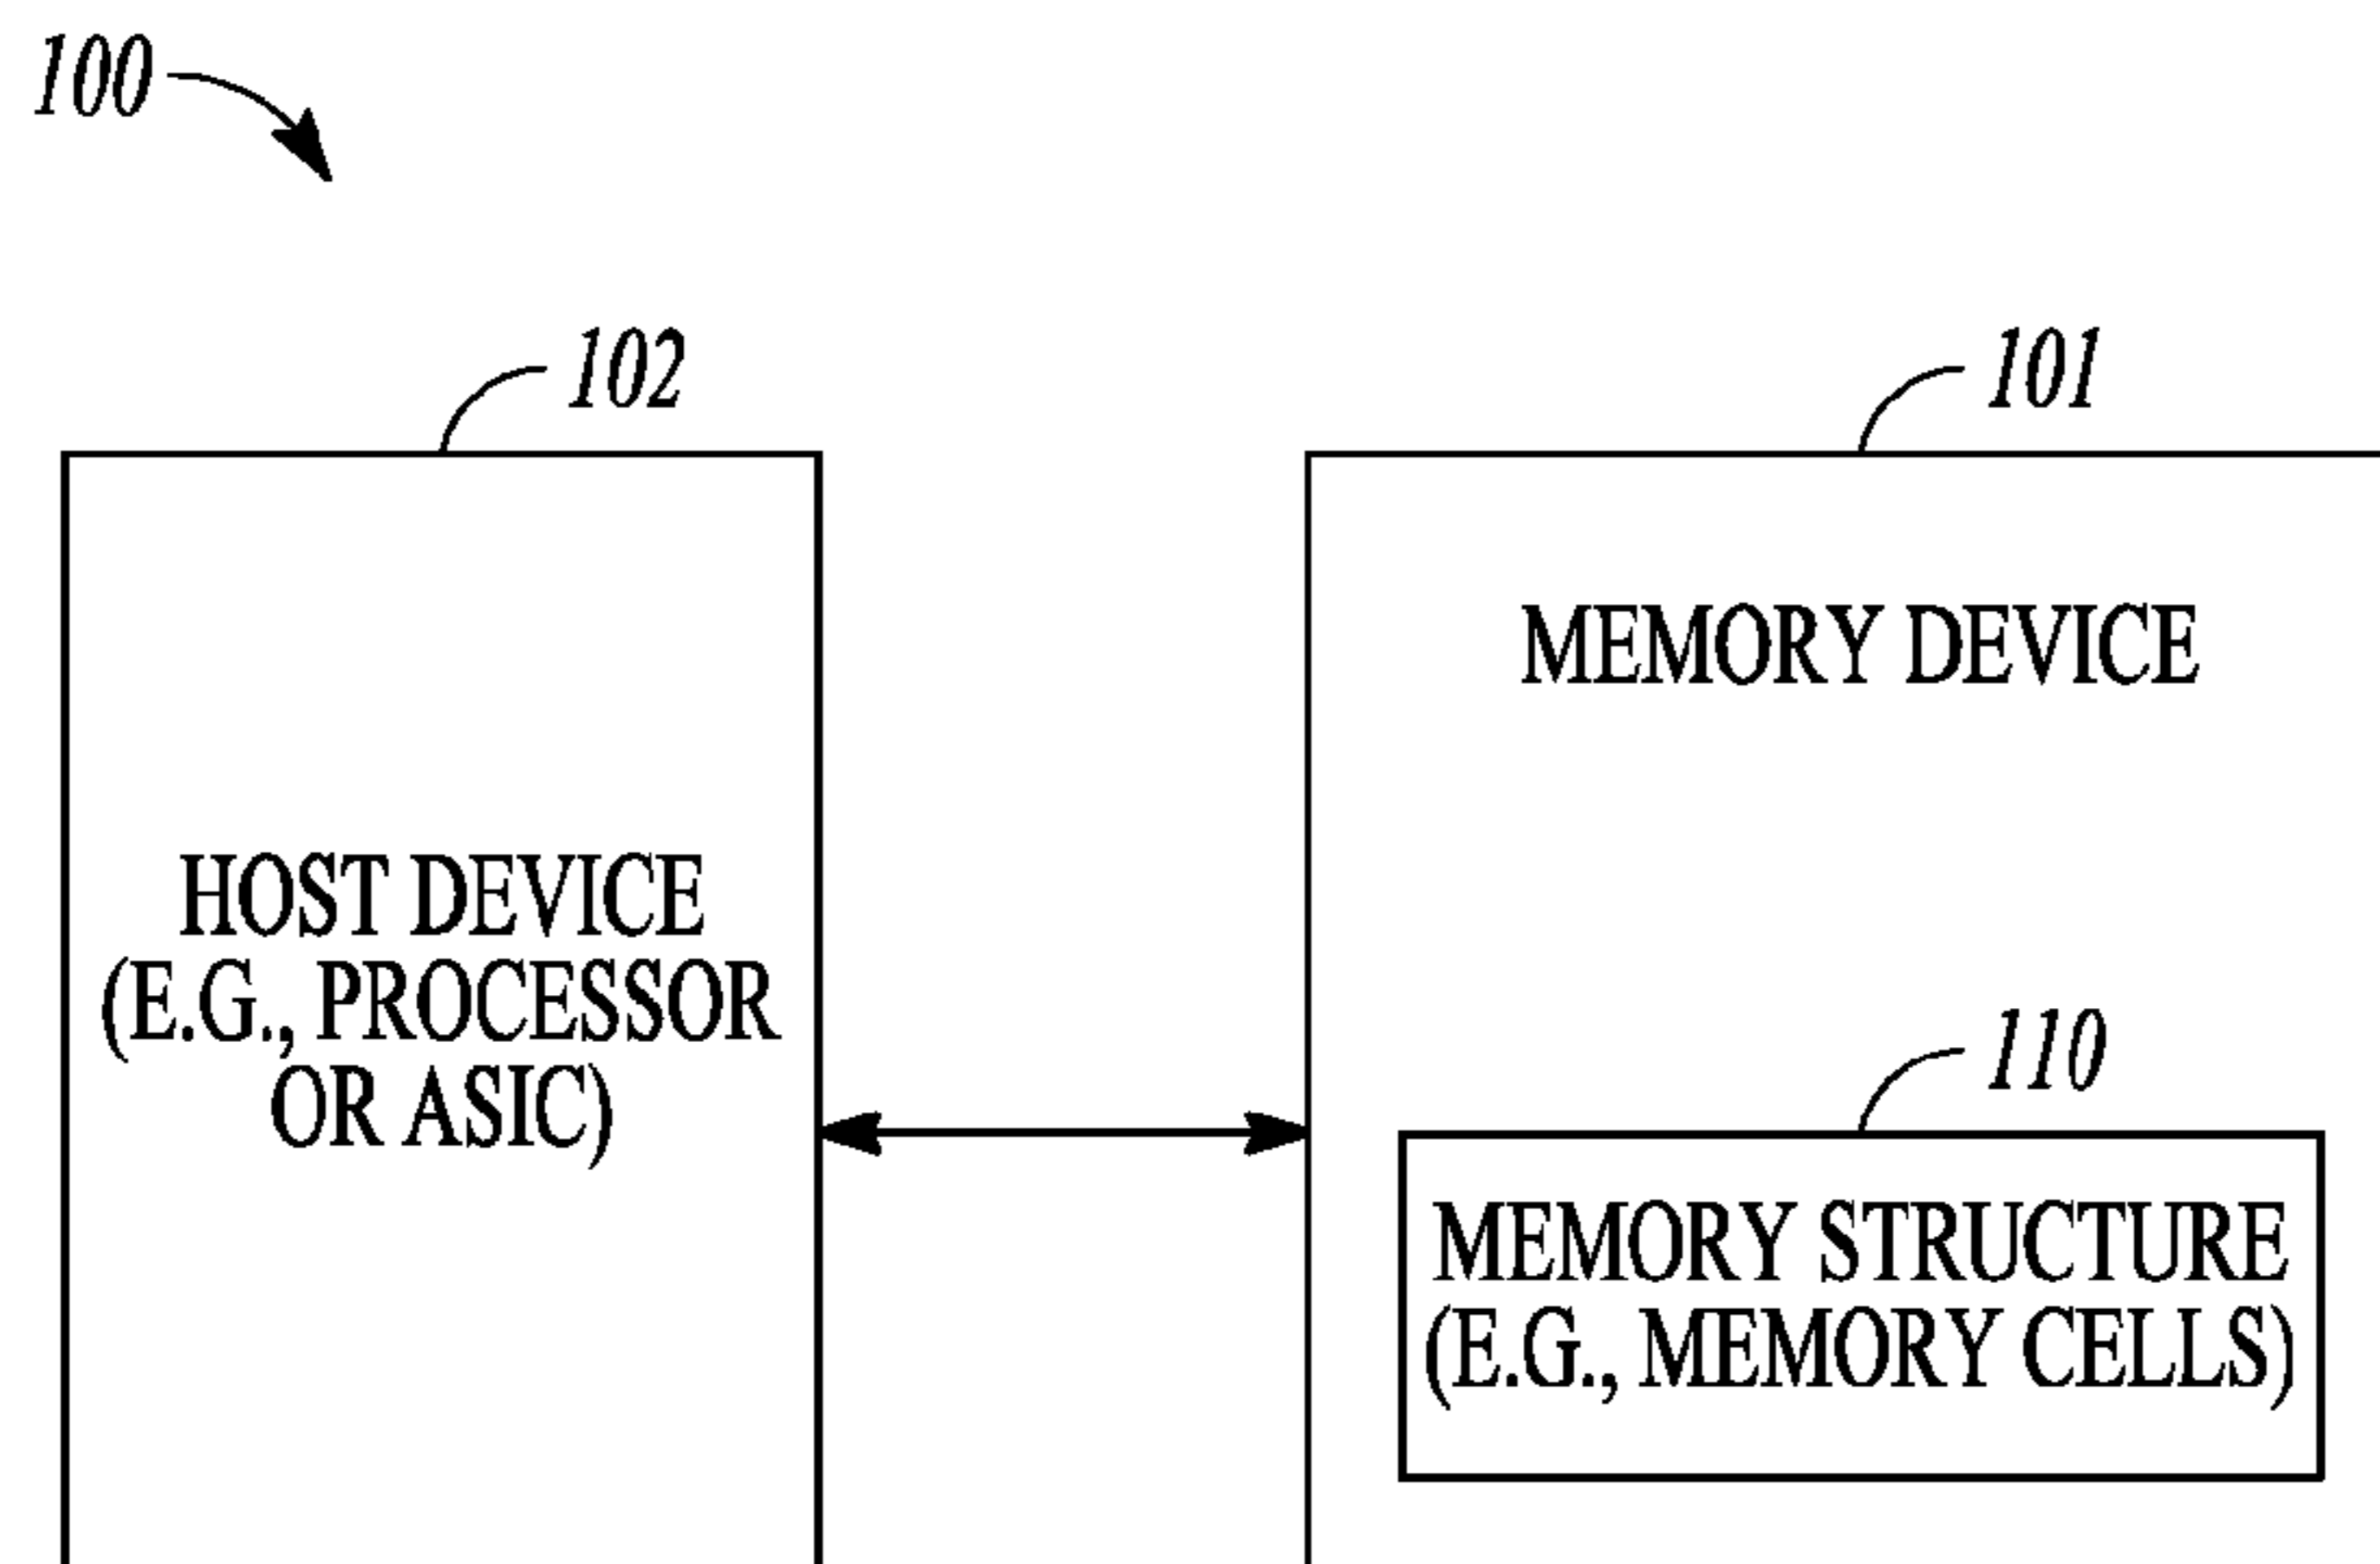 100
102
101
MEMORY DEVICE
HOST DEVICE
(E.G., PROCESSOR
OR ASIC)
110
MEMORY STRUCTURE
(E.G., MEMORY CELLS)